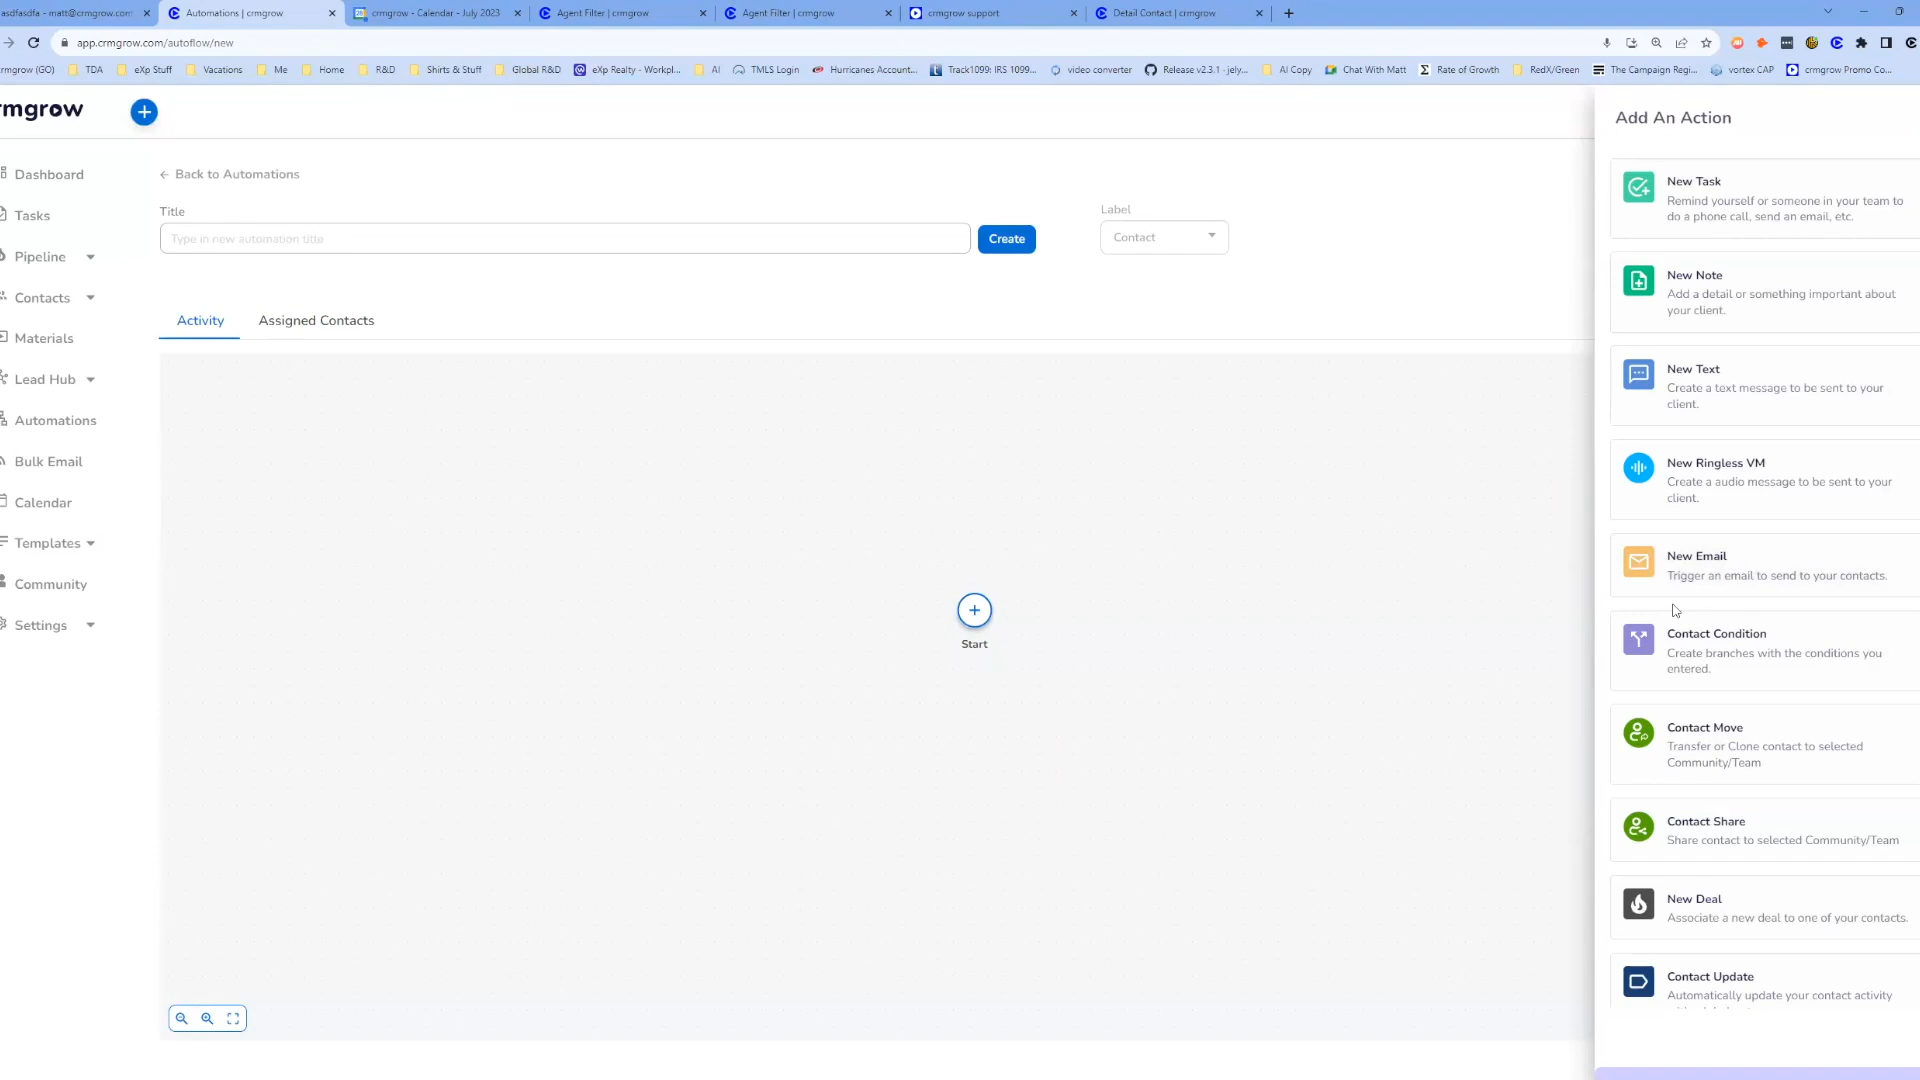 asdfasdfa - matt@crmgrow.com
Automations | crmgrow
crmgrow - Calendar - July 2023
Agent Filter | crmgrow
Agent Filter | crmgrow
crmgrow support
Detail Contact | crmgrow
app.crmgrow.com/autoflow/new
rmgrow (GO)
TDA
eXp Stuff
Vacations
Me
Home
R&D
Shirts & Stuff
Global R&D
eXp Realty - Workpl...
AI
TMLS Login
Hurricanes Account...
Track1099: IRS 1099...
video converter
Release v2.3.1 · jely...
AI Copy
Chat With Matt
Rate of Growth
RedX/Green
The Campaign Regi...
vortex CAP
crmgrow Promo Co...
rmgrow
Dashboard
Tasks
Pipeline
Contacts
Materials
Lead Hub
Automations
Bulk Email
Calendar
Templates
Community
Settings
Back to Automations
Title
Type in new automation title
Create
Label
Contact
Activity
Assigned Contacts
Start
Add An Action
New Task
Remind yourself or someone in your team to
do a phone call, send an email, etc.
New Note
Add a detail or something important about
your client.
New Text
Create a text message to be sent to your
client.
New Ringless VM
Create a audio message to be sent to your
client.
New Email
Trigger an email to send to your contacts.
Contact Condition
Create branches with the conditions you
entered.
Contact Move
Transfer or Clone contact to selected
Community/Team
Contact Share
Share contact to selected Community/Team
New Deal
Associate a new deal to one of your contacts.
Contact Update
Automatically update your contact activity